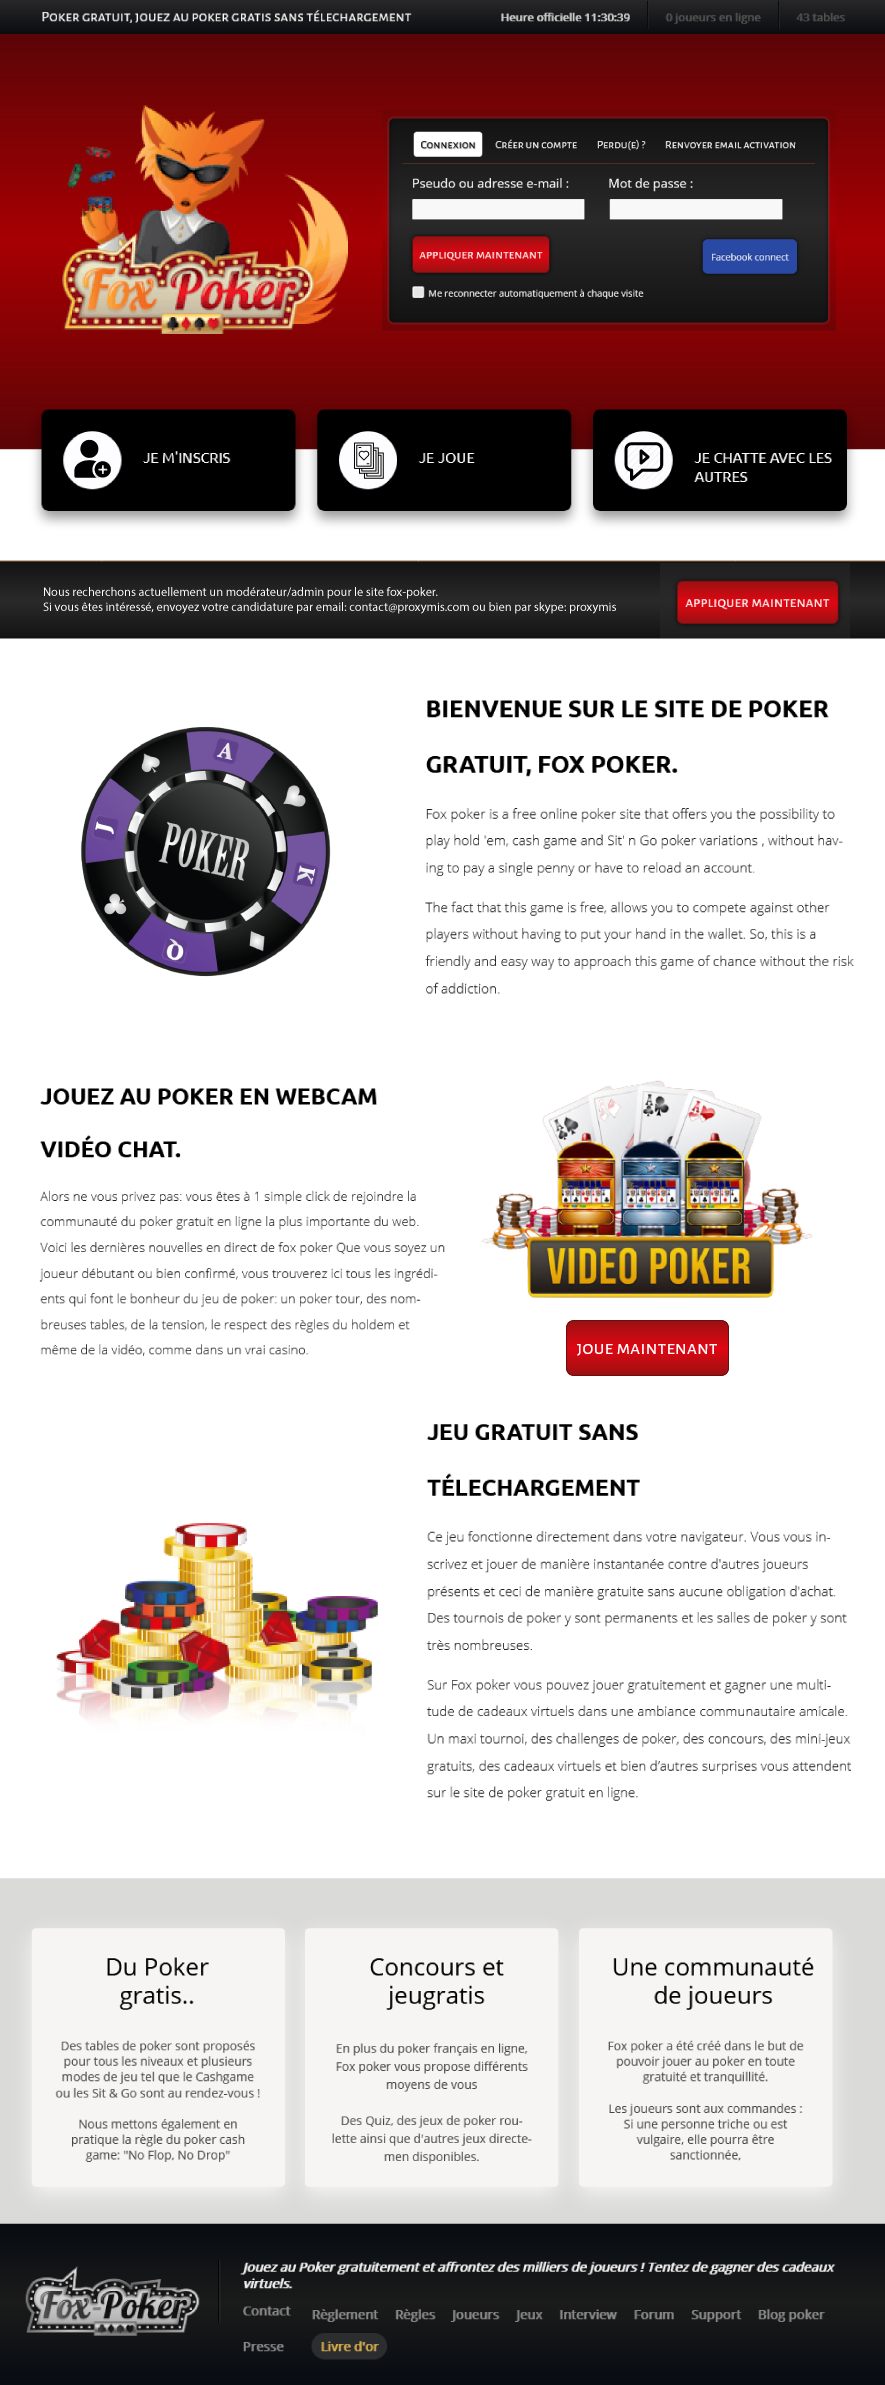 Poker gratuit, jouez au poker gratis sans télechargement
Heure officielle 11:30:39
0 joueurs en ligne
43 tables
Fox Poker
Connexion
Créer un compte
Perdu(e) ?
Renvoyer email activation
Pseudo ou adresse e-mail :
Mot de passe :
APPLIQUER MAINTENANT
Facebook connect
Me reconnecter automatiquement à chaque visite
JE M'INSCRIS
JE JOUE
JE CHATTE AVEC LES
AUTRES
Nous recherchons actuellement un modérateur/admin pour le site fox-poker.
Si vous êtes intéressé, envoyez votre candidature par email: contact@proxymis.com ou bien par skype: proxymis
APPLIQUER MAINTENANT
BIENVENUE SUR LE SITE DE POKER
GRATUIT, FOX POKER.
A
J
POKER
K
Q
Fox poker is a free online poker site that offers you the possibility to
play hold 'em, cash game and Sit' n Go poker variations , without hav-
ing to pay a single penny or have to reload an account.
The fact that this game is free, allows you to compete against other
players without having to put your hand in the wallet. So, this is a
friendly and easy way to approach this game of chance without the risk
of addiction.
JOUEZ AU POKER EN WEBCAM
VIDÉO CHAT.
Alors ne vous privez pas: vous êtes à 1 simple click de rejoindre la
communauté du poker gratuit en ligne la plus importante du web.
Voici les dernières nouvelles en direct de fox poker Que vous soyez un
joueur débutant ou bien confirmé, vous trouverez ici tous les ingrédi-
ents qui font le bonheur du jeu de poker: un poker tour, des nom-
breuses tables, de la tension, le respect des règles du holdem et
même de la vidéo, comme dans un vrai casino.
VIDEO POKER
JOUE MAINTENANT
JEU GRATUIT SANS
TÉLECHARGEMENT
Ce jeu fonctionne directement dans votre navigateur. Vous vous in-
scrivez et jouer de manière instantanée contre d'autres joueurs
présents et ceci de manière gratuite sans aucune obligation d'achat.
Des tournois de poker y sont permanents et les salles de poker y sont
très nombreuses.
Sur Fox poker vous pouvez jouer gratuitement et gagner une multi-
tude de cadeaux virtuels dans une ambiance communautaire amicale.
Un maxi tournoi, des challenges de poker, des concours, des mini-jeux
gratuits, des cadeaux virtuels et bien d’autres surprises vous attendent
sur le site de poker gratuit en ligne.
Du Poker
gratis..
Des tables de poker sont proposés
pour tous les niveaux et plusieurs
modes de jeu tel que le Cashgame
ou les Sit & Go sont au rendez-vous !
Nous mettons également en
pratique la règle du poker cash
game: "No Flop, No Drop"
Concours et
jeugratis
En plus du poker français en ligne,
Fox poker vous propose différents
moyens de vous
Des Quiz, des jeux de poker rou-
lette ainsi que d'autres jeux directe-
men disponibles.
Une communauté
de joueurs
Fox poker a été créé dans le but de
pouvoir jouer au poker en toute
gratuité et tranquillité.
Les joueurs sont aux commandes :
Si une personne triche ou est
vulgaire, elle pourra être
sanctionnée,
Fox-Poker
Jouez au Poker gratuitement et affrontez des milliers de joueurs ! Tentez de gagner des cadeaux
virtuels.
Contact
Règlement
Règles
Joueurs
Jeux
Interview
Forum
Support
Blog poker
Presse
Livre d'or